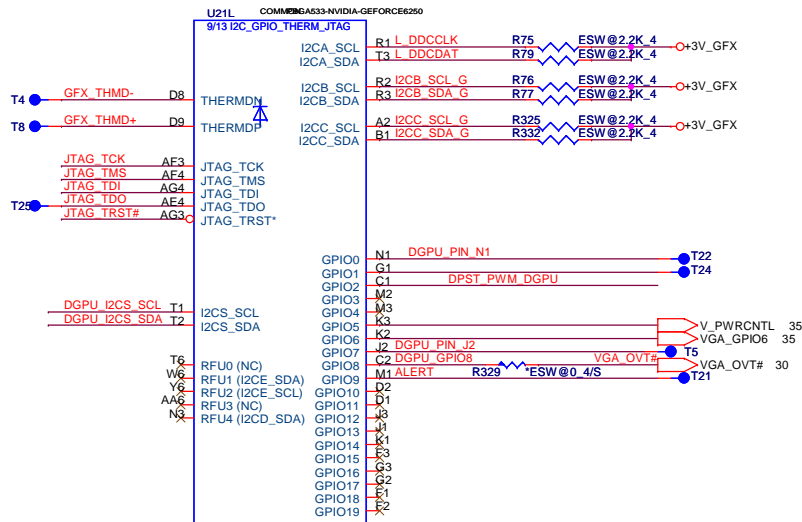 U21L COMMON BGA533-NVIDIA-GEFORCE6250
9/13 I2C_GPIO_THERM_JTAG
I2CA_SCL R1 L_DDCCLK R75 ESW@2.2K_4 +3V_GFX
I2CA_SDA T3 L_DDCDAT R79 ESW@2.2K_4
I2CB_SCL R2 I2CB_SCL_G R76 ESW@2.2K_4 +3V_GFX
T4 GFX_THMD- D8 THERMDN I2CB_SDA R3 I2CB_SDA_G R77 ESW@2.2K_4
T8 GFX_THMD+ D9 THERMDP I2CC_SCL A2 I2CC_SCL_G R325 ESW@2.2K_4 +3V_GFX
I2CC_SDA B1 I2CC_SDA_G R332 ESW@2.2K_4
JTAG_TCK AF3 JTAG_TCK
JTAG_TMS AF4 JTAG_TMS
JTAG_TDI AG4 JTAG_TDI
T25 JTAG_TDO AE4 JTAG_TDO
JTAG_TRST# AG3 JTAG_TRST*
GPIO0 N1 DGPU_PIN_N1 T22
GPIO1 G1 T24
GPIO2 C1 DPST_PWM_DGPU
GPIO3 M2
DGPU_I2CS_SCL T1 I2CS_SCL GPIO4 M3
DGPU_I2CS_SDA T2 I2CS_SDA GPIO5 K3 V_PWRCNTL 35
GPIO6 K2 VGA_GPIO6 35
GPIO7 J2 DGPU_PIN_J2 T5
T6 RFU0 (NC) GPIO8 C2 DGPU_GPIO8 R329 *ESW@0_4/S VGA_OVT# VGA_OVT# 30
W6 RFU1 (I2CE_SDA) GPIO9 M1 ALERT T21
Y6 RFU2 (I2CE_SCL) GPIO10 D2
AA6 RFU3 (NC) GPIO11 D1
N3 RFU4 (I2CD_SDA) GPIO12 J3
GPIO13 J1
GPIO14 K1
GPIO15 F3
GPIO16 G3
GPIO17 G2
GPIO18 F1
GPIO19 F2